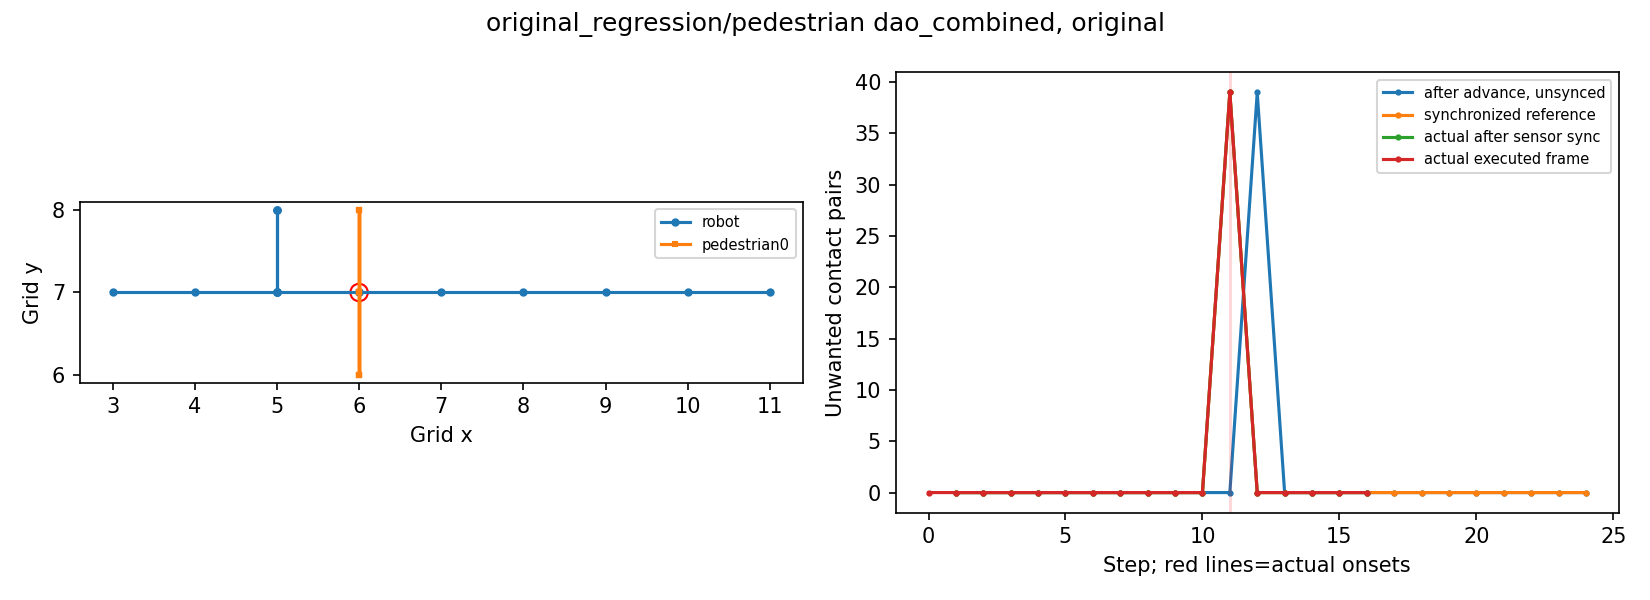 original_regression/pedestrian dao_combined, original
8
7
6
Grid y
3 4 5 6 7 8 9 10 11
Grid x
robot
pedestrian0
40
35
30
25
20
15
10
5
0
Unwanted contact pairs
0 5 10 15 20 25
Step; red lines=actual onsets
after advance, unsynced
synchronized reference
actual after sensor sync
actual executed frame